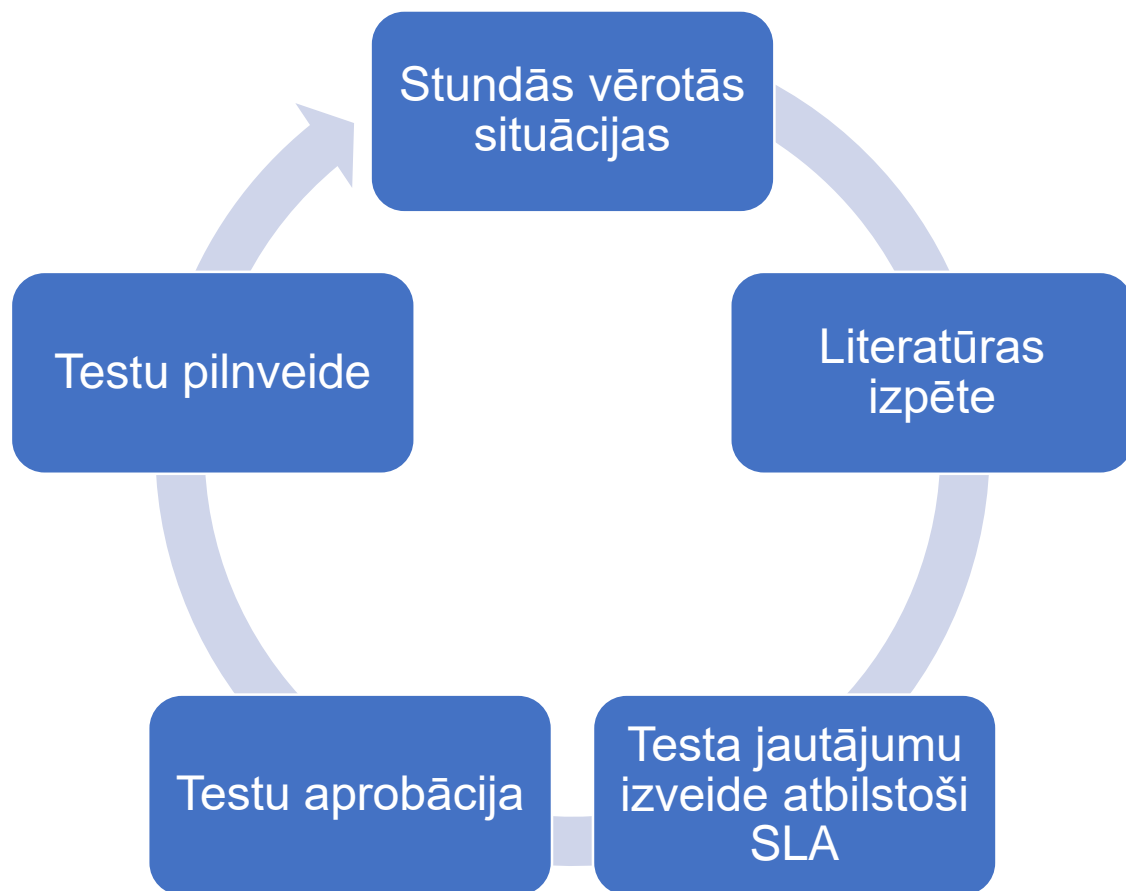 Stundās vērotās
situācijas
Literatūras
izpēte
Testa jautājumu
izveide atbilstoši
SLA
Testu aprobācija
Testu pilnveide